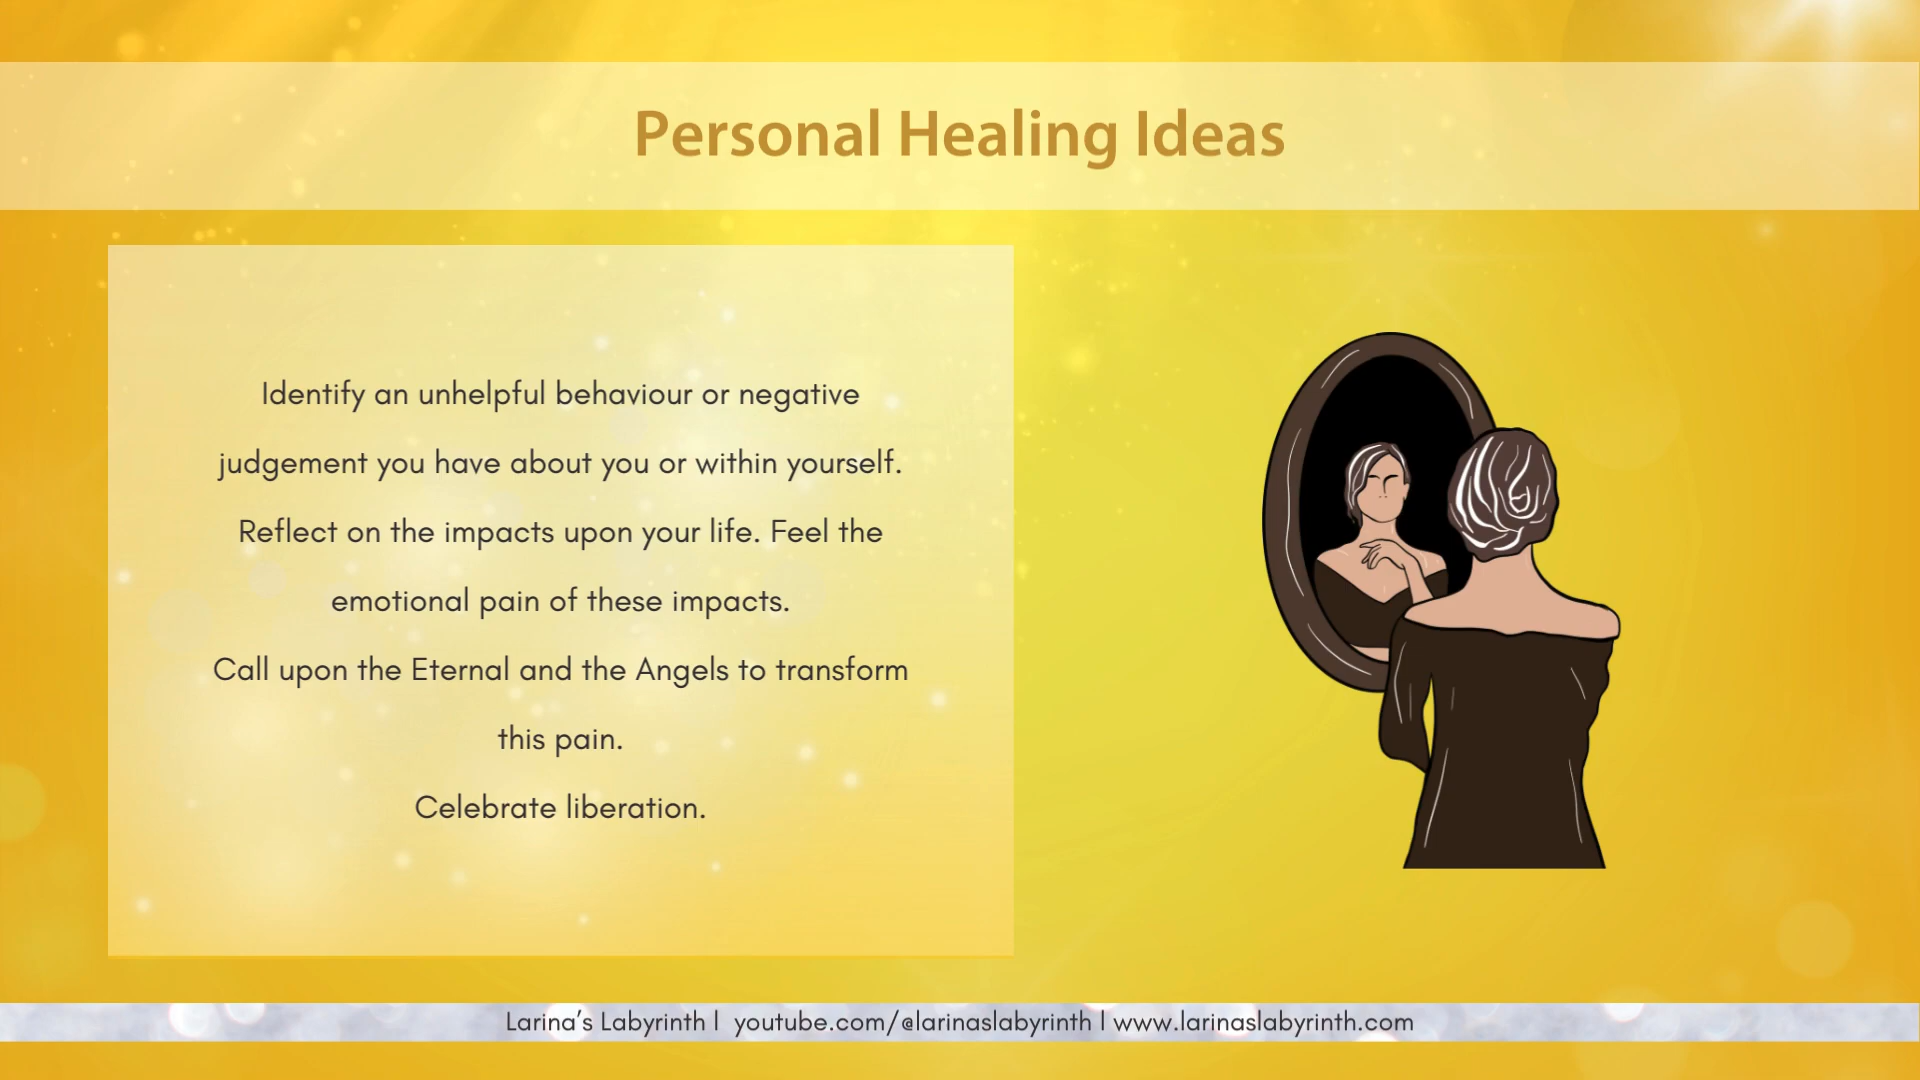 Personal Healing Ideas
Identify an unhelpful behaviour or negative
judgement you have about you or within yourself.
Reflect on the impacts upon your life. Feel the
emotional pain of these impacts.
Call upon the Eternal and the Angels to transform
this pain.
Celebrate liberation.
Larina's Labyrinth | youtube.com/@larinaslabyrinth | www.larinaslabyrinth.com